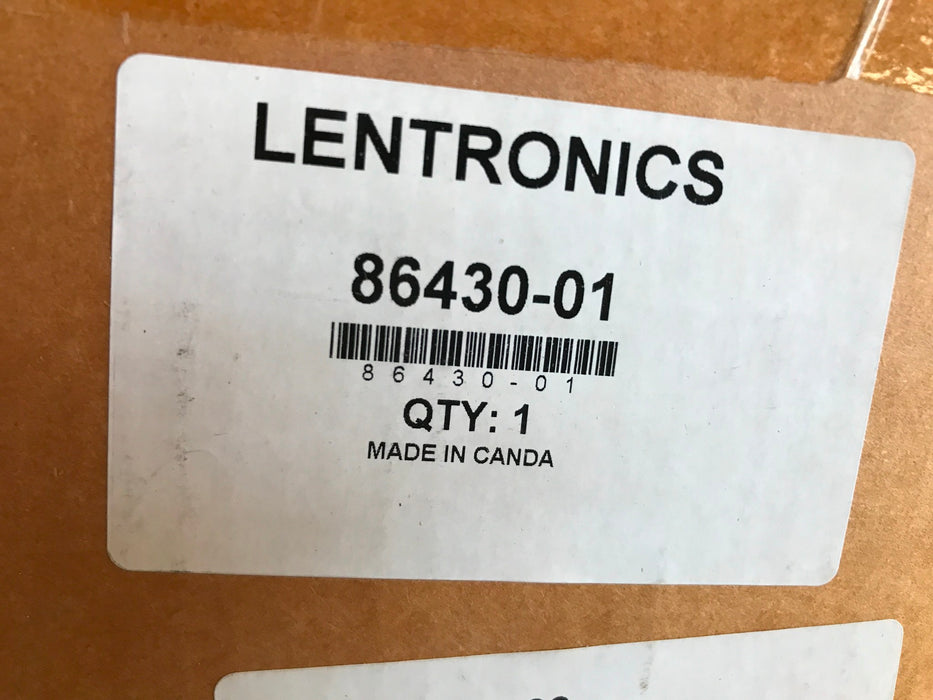 LENTRONICS
86430-01
86430-01
QTY: 1
MADE IN CANDA